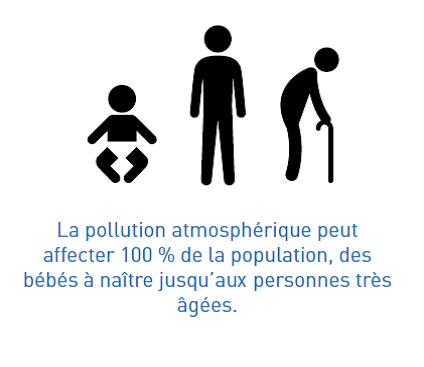 La pollution atmosphérique peut
affecter 100 % de la population, des
bébés à naître jusqu’aux personnes très
âgées.